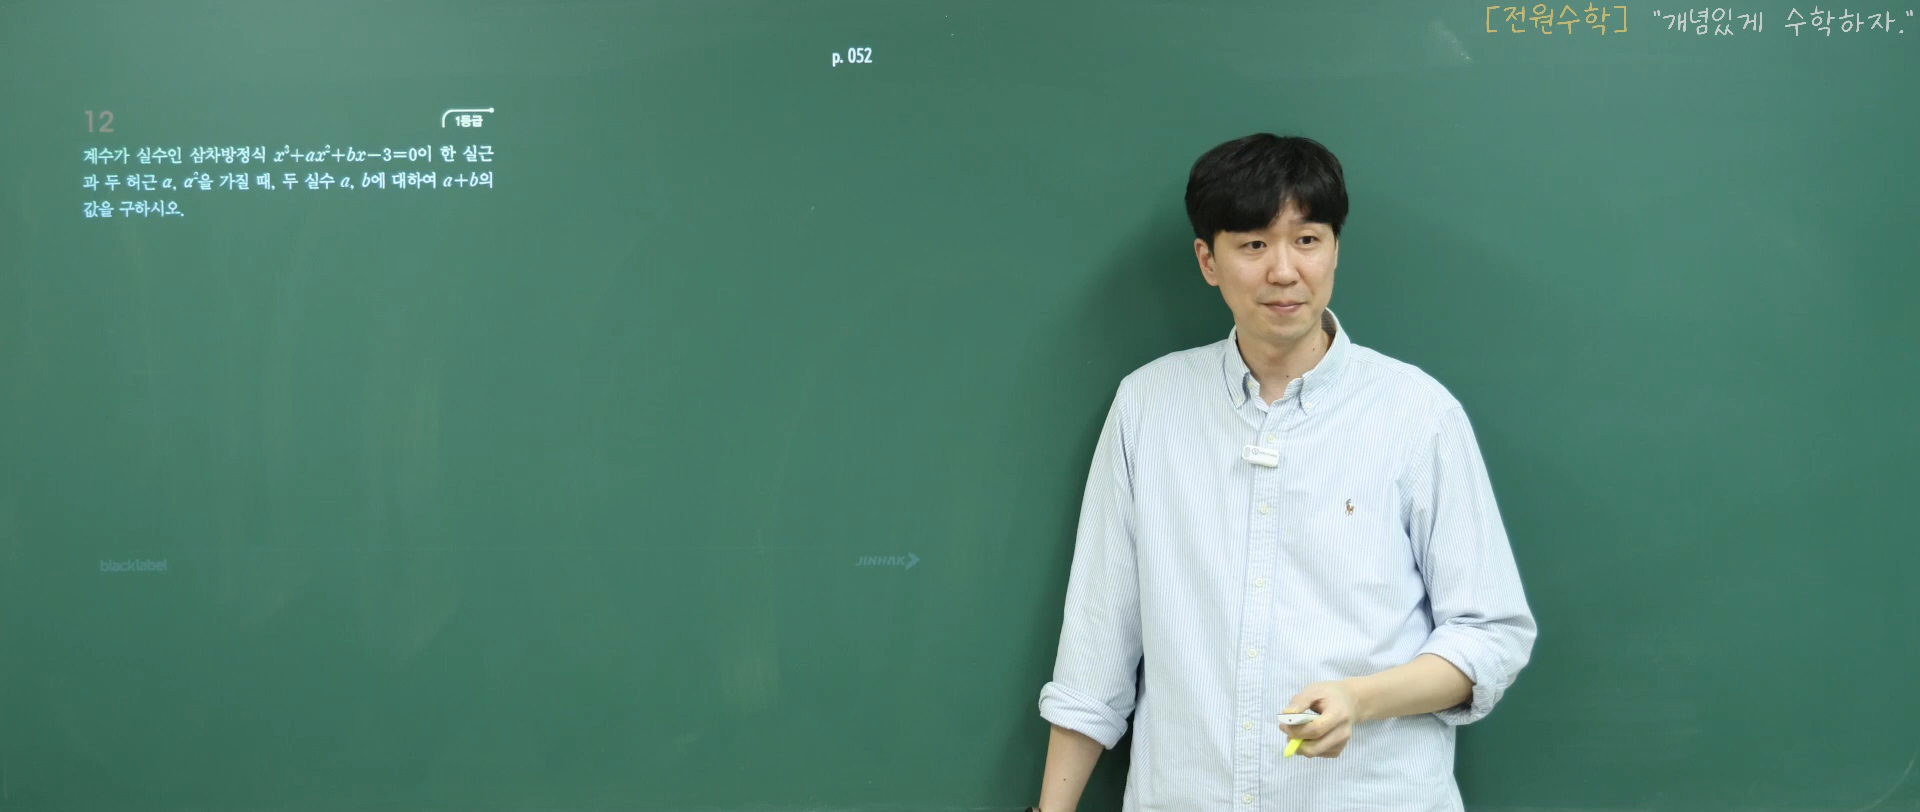 [전원수학] "개념있게 수학하자."
p. 052
12
1등급
계수가 실수인 삼차방정식 x³+ax²+bx−3=0이 한 실근
과 두 허근 α, α²을 가질 때, 두 실수 a, b에 대하여 a+b의
값을 구하시오.
blacklabel
JINHAK